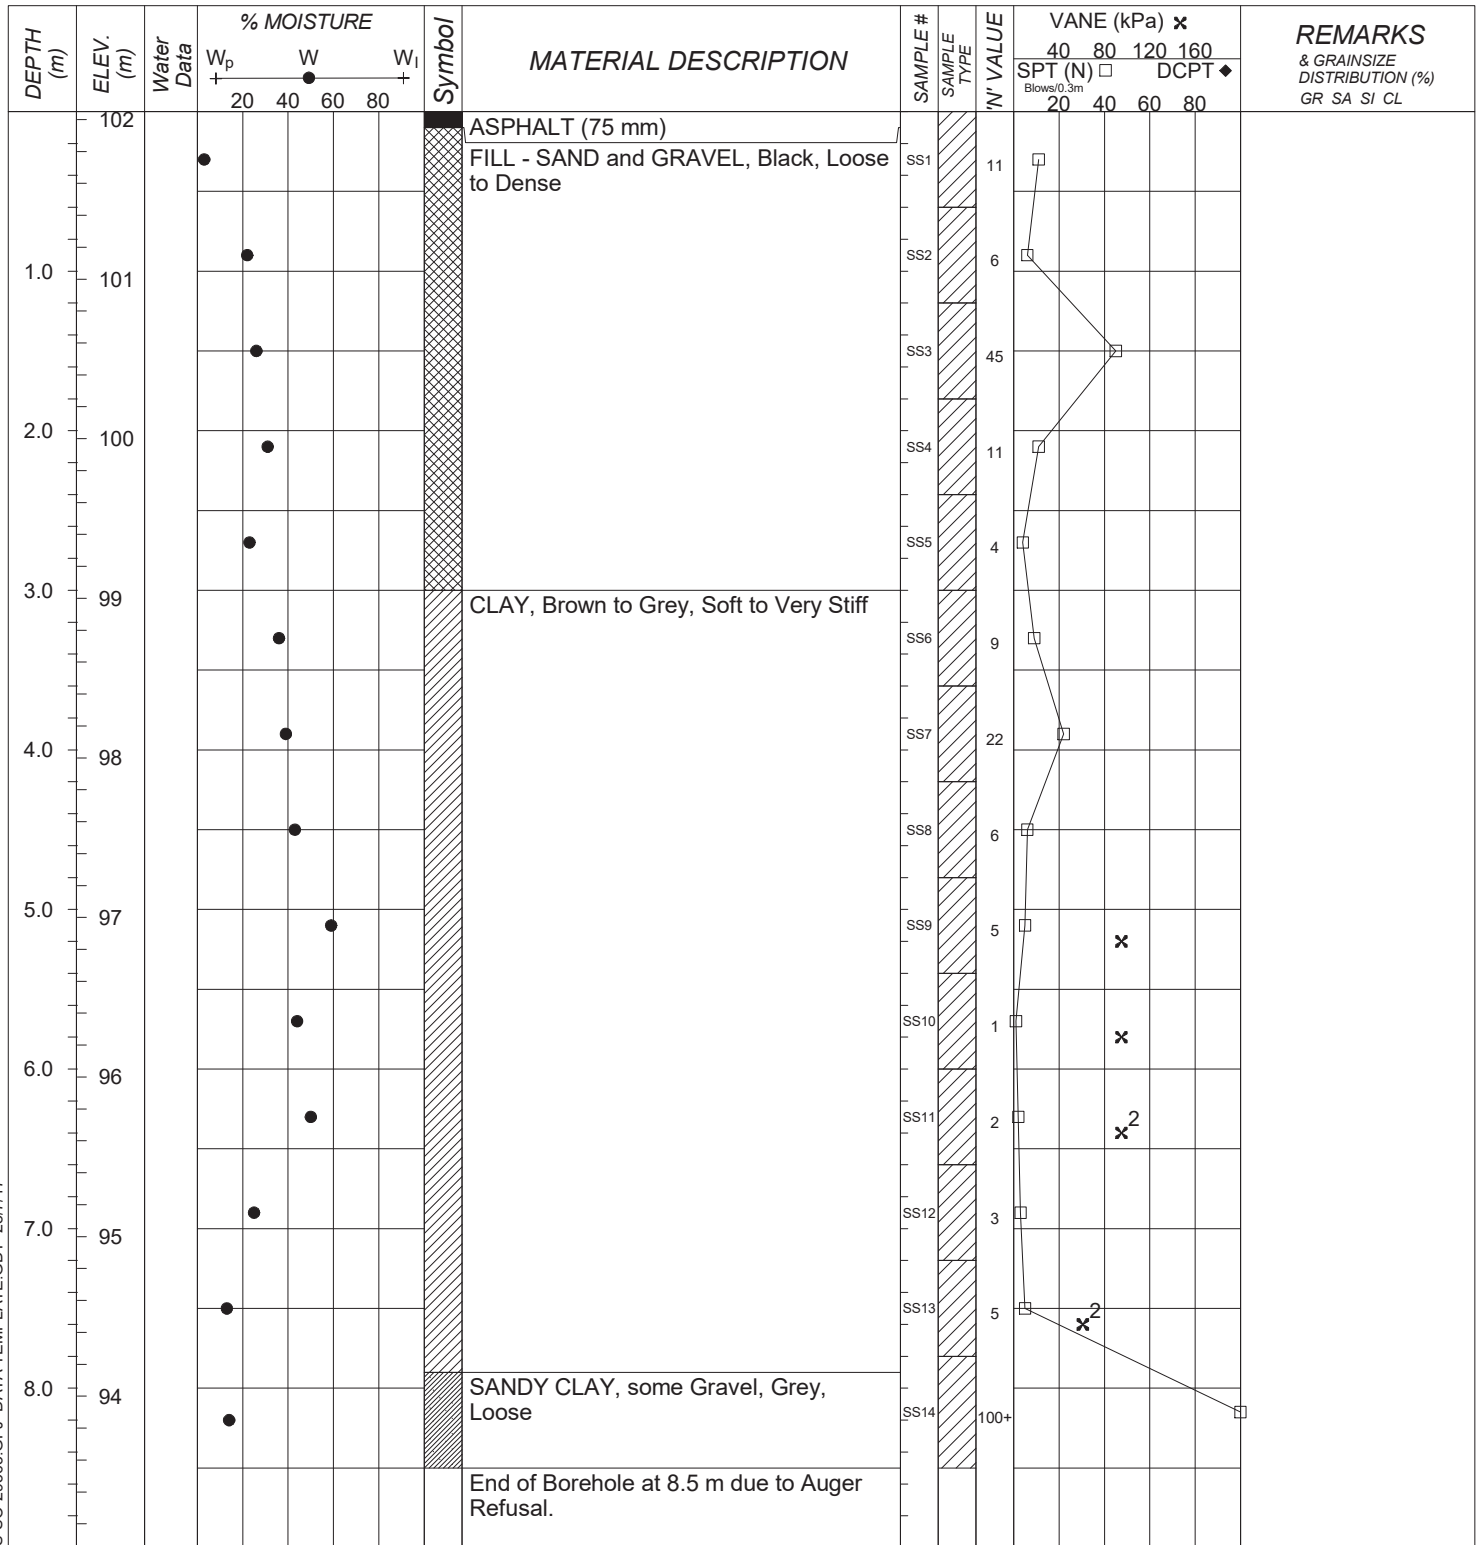 DEPTH (m)
ELEV. (m)
Water Data
% MOISTURE
Wp W Wl
20 40 60 80
Symbol
MATERIAL DESCRIPTION
SAMPLE #
SAMPLE TYPE
'N' VALUE
VANE (kPa)
40 80 120 160
SPT (N) DCPT
Blows/0.3m
20 40 60 80
REMARKS
& GRAINSIZE
DISTRIBUTION (%)
GR SA SI CL
102
ASPHALT (75 mm)
FILL - SAND and GRAVEL, Black, Loose
to Dense
SS1 11
SS2 6
1.0
101
SS3 45
2.0
100
SS4 11
SS5 4
3.0
99
CLAY, Brown to Grey, Soft to Very Stiff
SS6 9
SS7 22
4.0
98
SS8 6
5.0
97
SS9 5
SS10 1
6.0
96
SS11 2 2
SS12 3
7.0
95
SS13 5 2
8.0
94
SANDY CLAY, some Gravel, Grey,
Loose
SS14 100+
End of Borehole at 8.5 m due to Auger
Refusal.